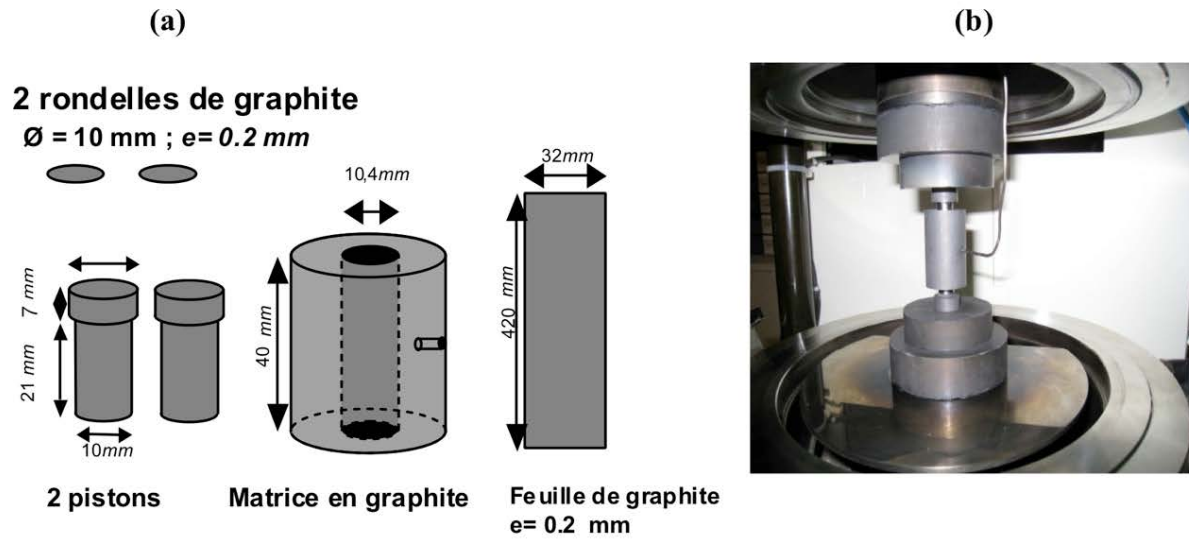 (a)
(b)
2 rondelles de graphite
Ø = 10 mm ; e= 0.2 mm
10,4mm
32mm
7 mm
21 mm
10mm
40 mm
420 mm
2 pistons
Matrice en graphite
Feuille de graphite
e= 0.2 mm